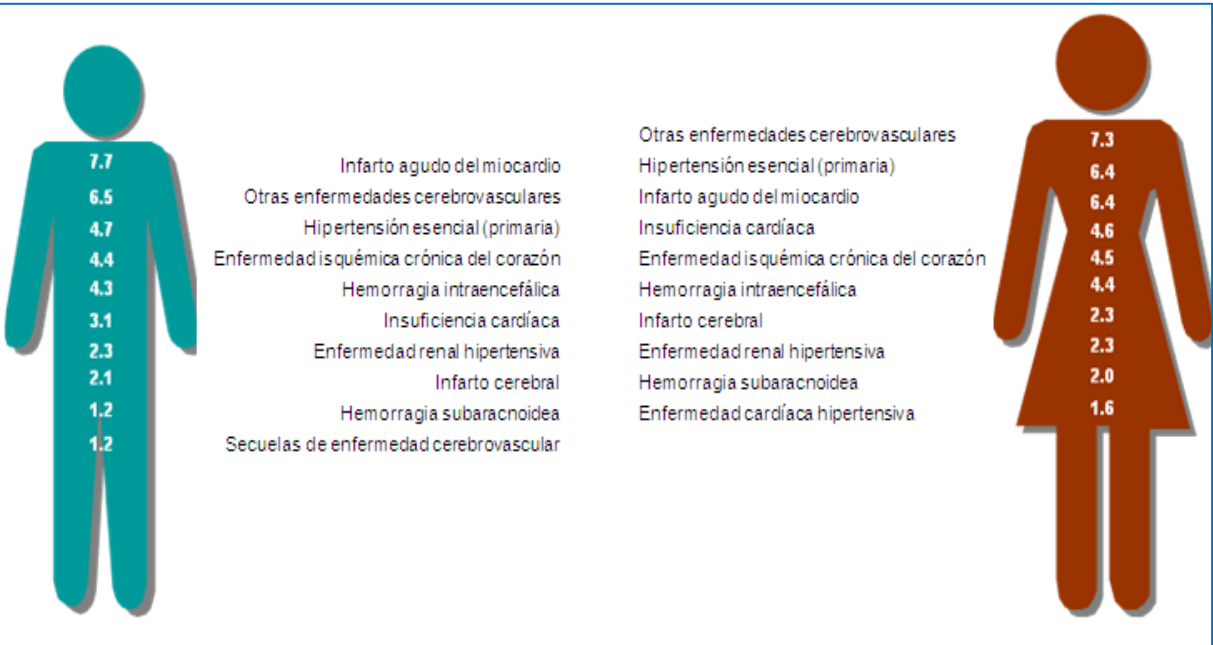 7.7 Infarto agudo del miocardio
6.5 Otras enfermedades cerebrovasculares
4.7 Hipertensión esencial (primaria)
4.4 Enfermedad isquémica crónica del corazón
4.3 Hemorragia intraencefálica
3.1 Insuficiencia cardíaca
2.3 Enfermedad renal hipertensiva
2.1 Infarto cerebral
1.2 Hemorragia subaracnoidea
1.2 Secuelas de enfermedad cerebrovascular
Otras enfermedades cerebrovasculares 7.3
Hipertensión esencial (primaria) 6.4
Infarto agudo del miocardio 6.4
Insuficiencia cardíaca 4.6
Enfermedad isquémica crónica del corazón 4.5
Hemorragia intraencefálica 4.4
Infarto cerebral 2.3
Enfermedad renal hipertensiva 2.3
Hemorragia subaracnoidea 2.0
Enfermedad cardíaca hipertensiva 1.6